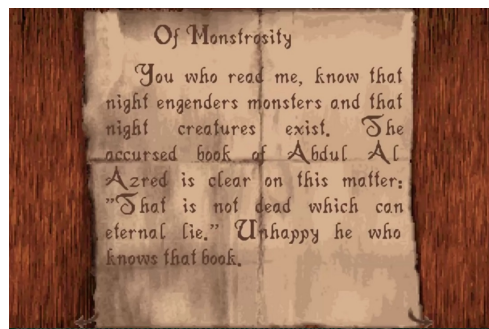 Of Monstrosity
You who read me, know that
night engenders monsters and that
night creatures exist. The
accursed book of Abdul Al
Azred is clear on this matter:
"That is not dead which can
eternal lie." Unhappy he who
knows that book.